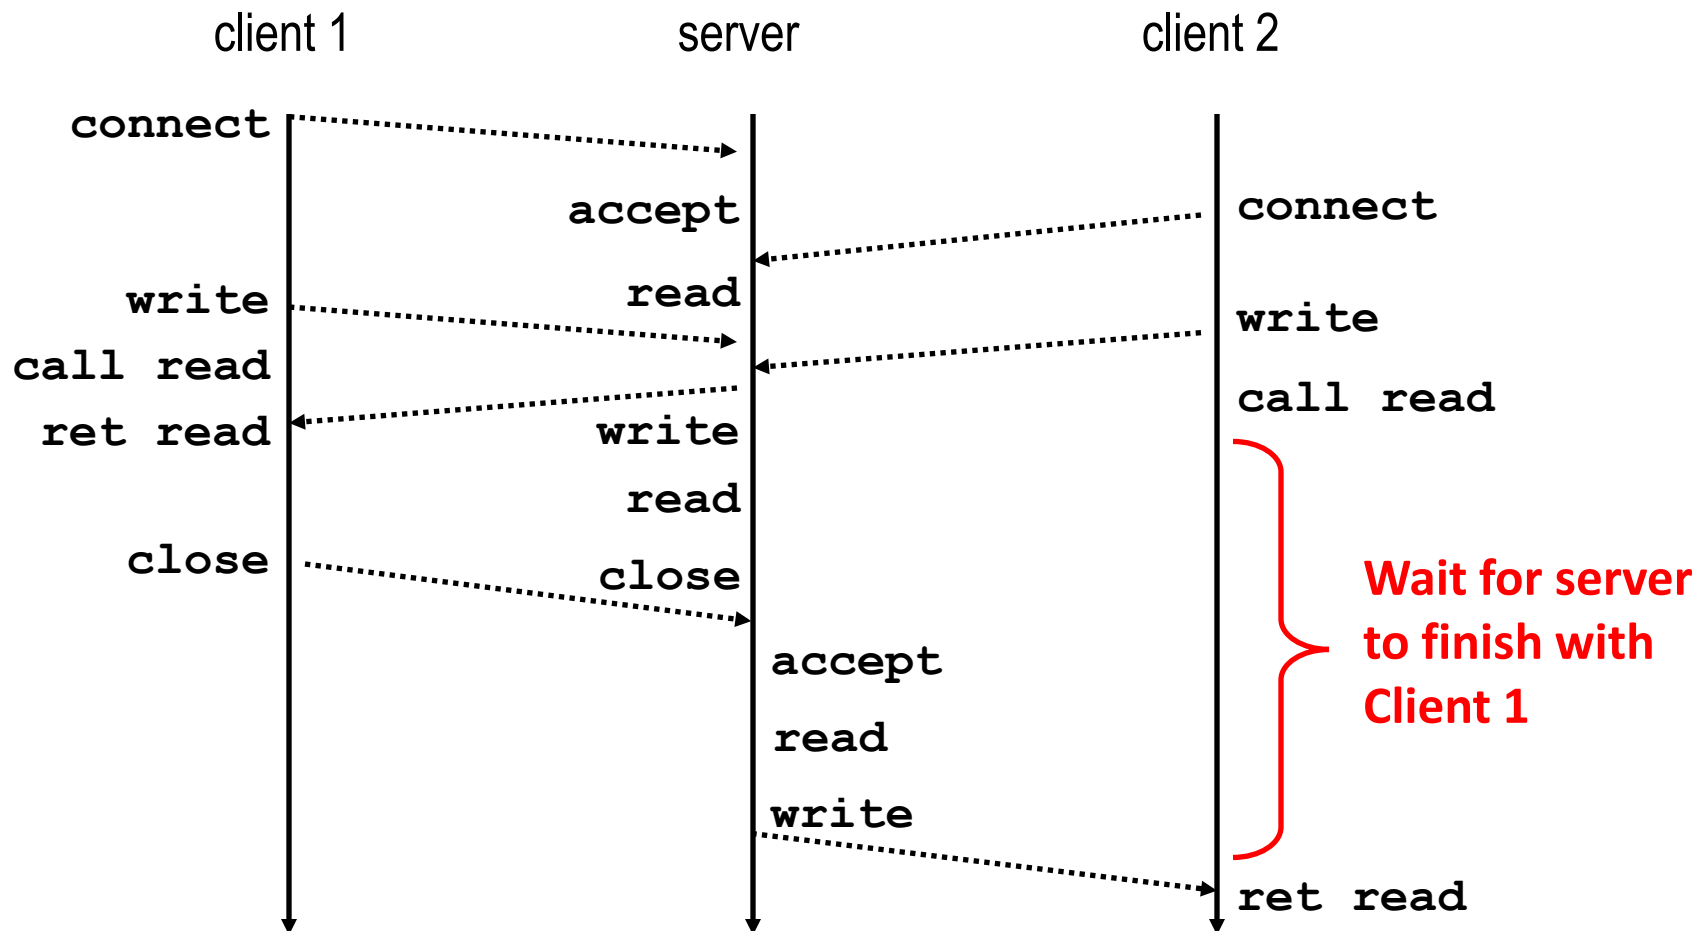 client 1
server
client 2
connect
accept
connect
write
read
write
call read
call read
ret read
write
read
close
close
Wait for server
to finish with
Client 1
accept
read
write
ret read